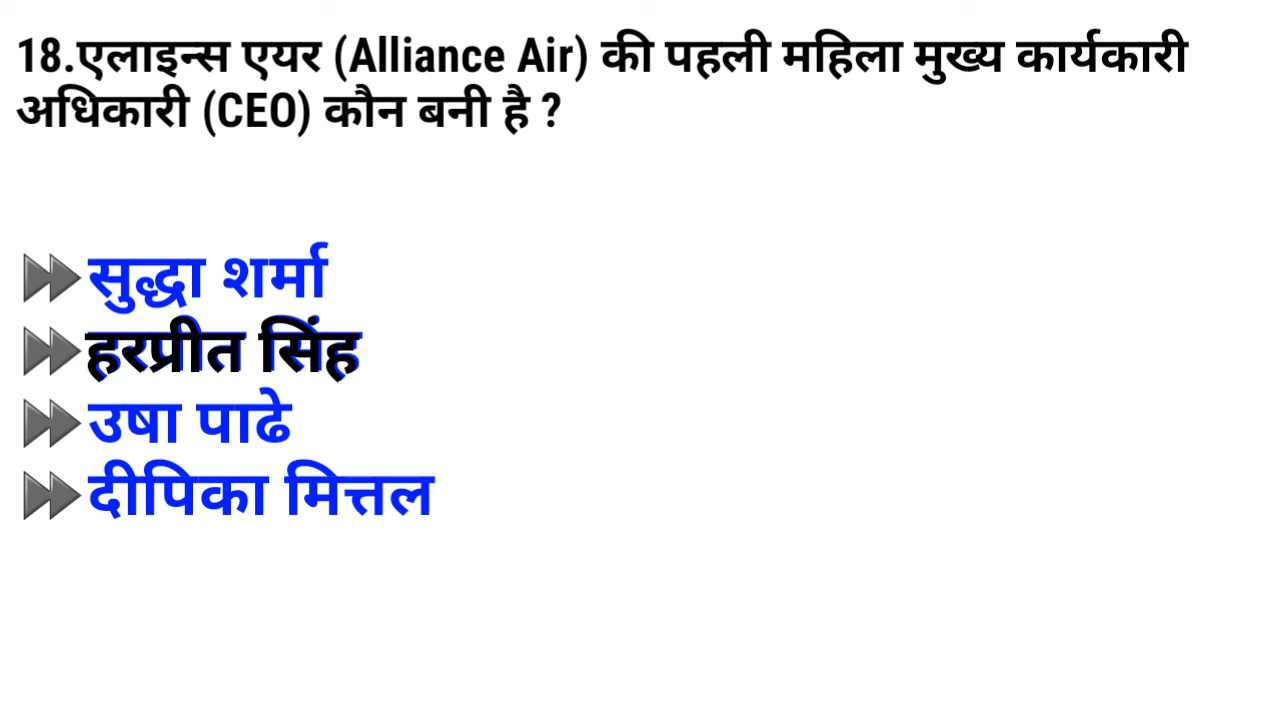 18.एलाइन्स एयर (Alliance Air) की पहली महिला मुख्य कार्यकारी
अधिकारी (CEO) कौन बनी है ?
⏩सुद्धा शर्मा
⏩हरप्रीत सिंह
⏩उषा पाढे
⏩दीपिका मित्तल